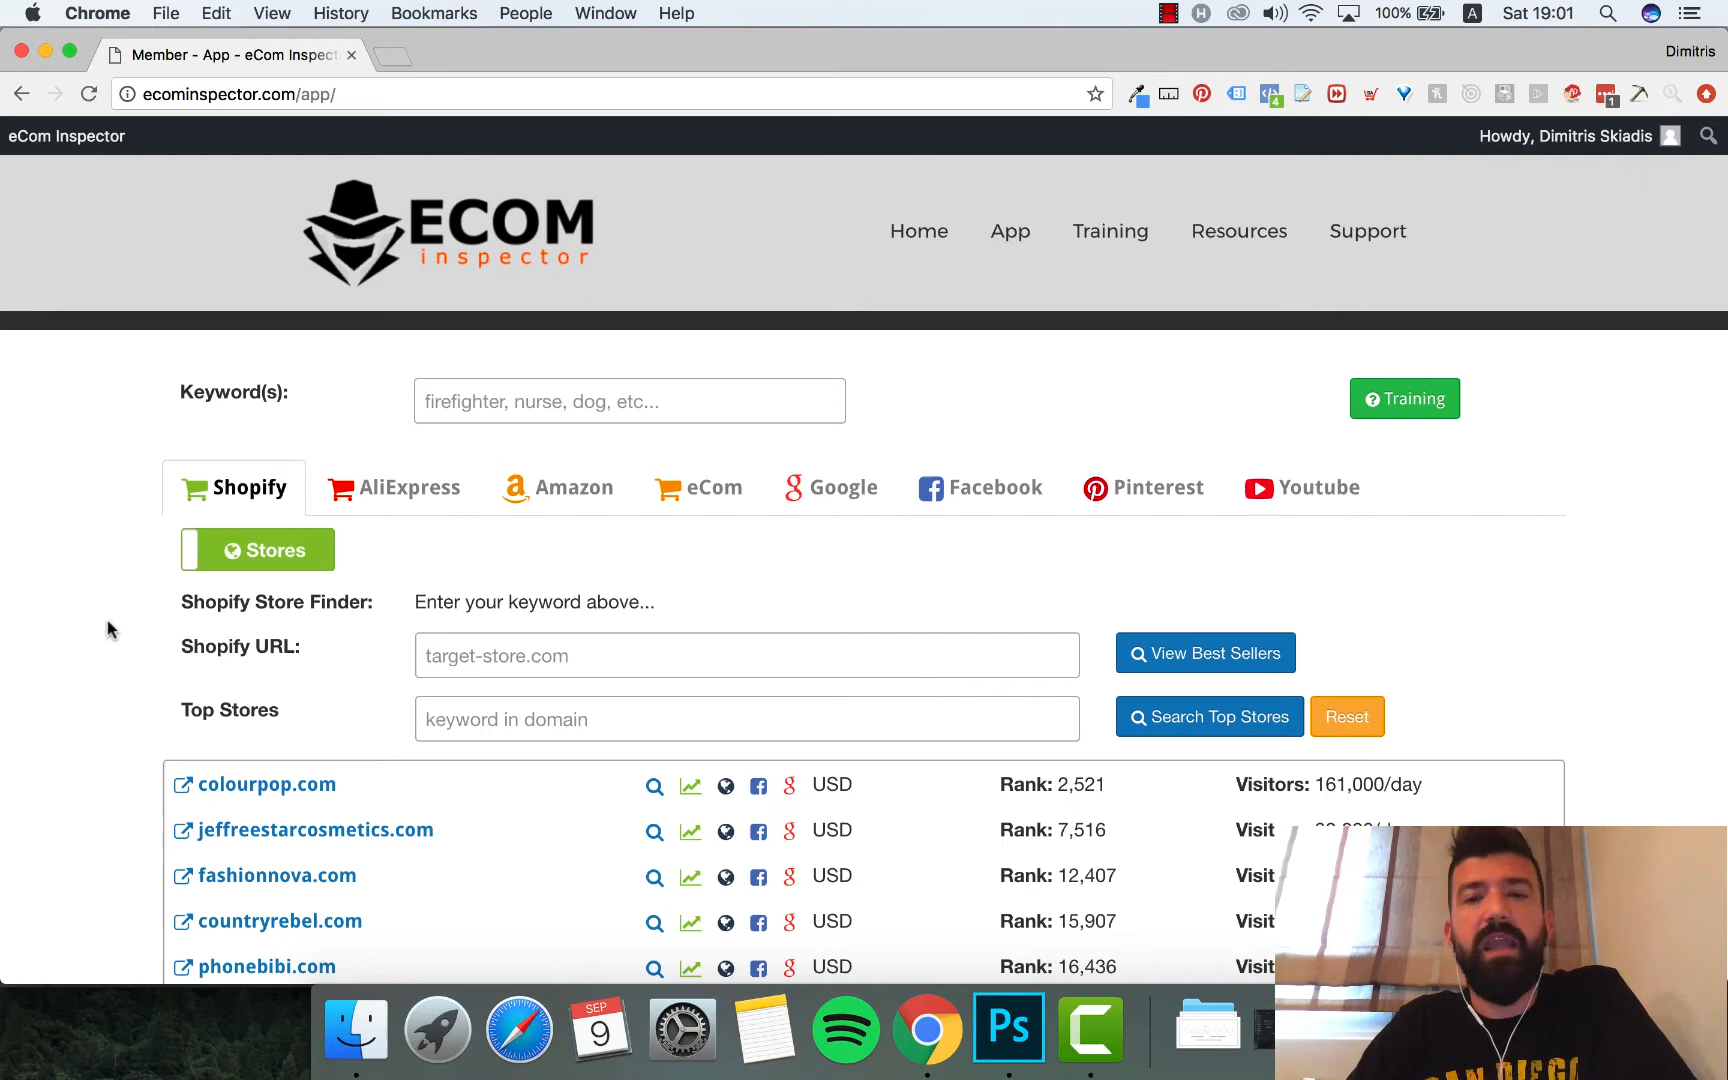 Chrome File Edit View History Bookmarks People Window Help 100% A Sat 19:01
Member - App - eCom Inspect Dimitris
ecominspector.com/app/
eCom Inspector Howdy, Dimitris Skiadis
ECOM
inspector
Home App Training Resources Support
Keyword(s): firefighter, nurse, dog, etc... Training
Shopify AliExpress Amazon eCom Google Facebook Pinterest Youtube
Stores
Shopify Store Finder: Enter your keyword above...
Shopify URL: target-store.com View Best Sellers
Top Stores keyword in domain Search Top Stores Reset
colourpop.com USD Rank: 2,521 Visitors: 161,000/day
jeffreestarcosmetics.com USD Rank: 7,516 Visit
fashionnova.com USD Rank: 12,407 Visit
countryrebel.com USD Rank: 15,907 Visit
phonebibi.com USD Rank: 16,436 Visit
SEP
9
Ps
SAN DIEGO